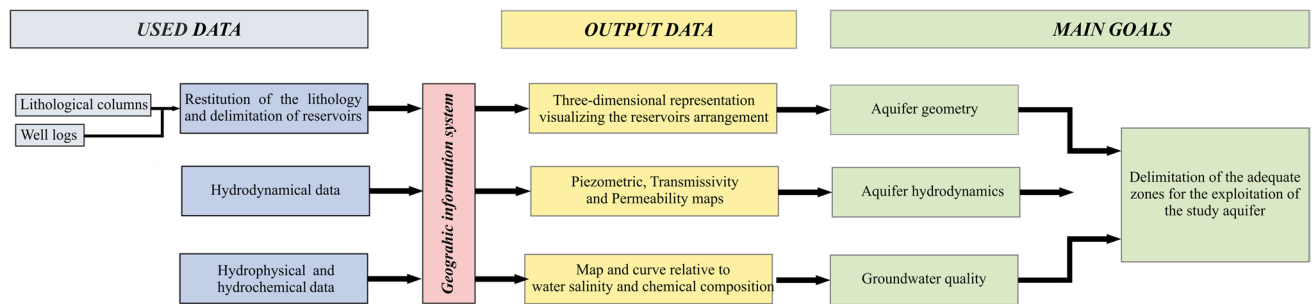 USED DATA
OUTPUT DATA
MAIN GOALS
Lithological columns
Well logs
Restitution of the lithology
and delimitation of reservoirs
Geograhic information system
Three-dimensional representation
visualizing the reservoirs arrangement
Aquifer geometry
Hydrodynamical data
Piezometric, Transmissivity
and Permeability maps
Aquifer hydrodynamics
Delimitation of the adequate
zones for the exploitation of
the study aquifer
Hydrophysical and
hydrochemical data
Map and curve relative to
water salinity and chemical composition
Groundwater quality